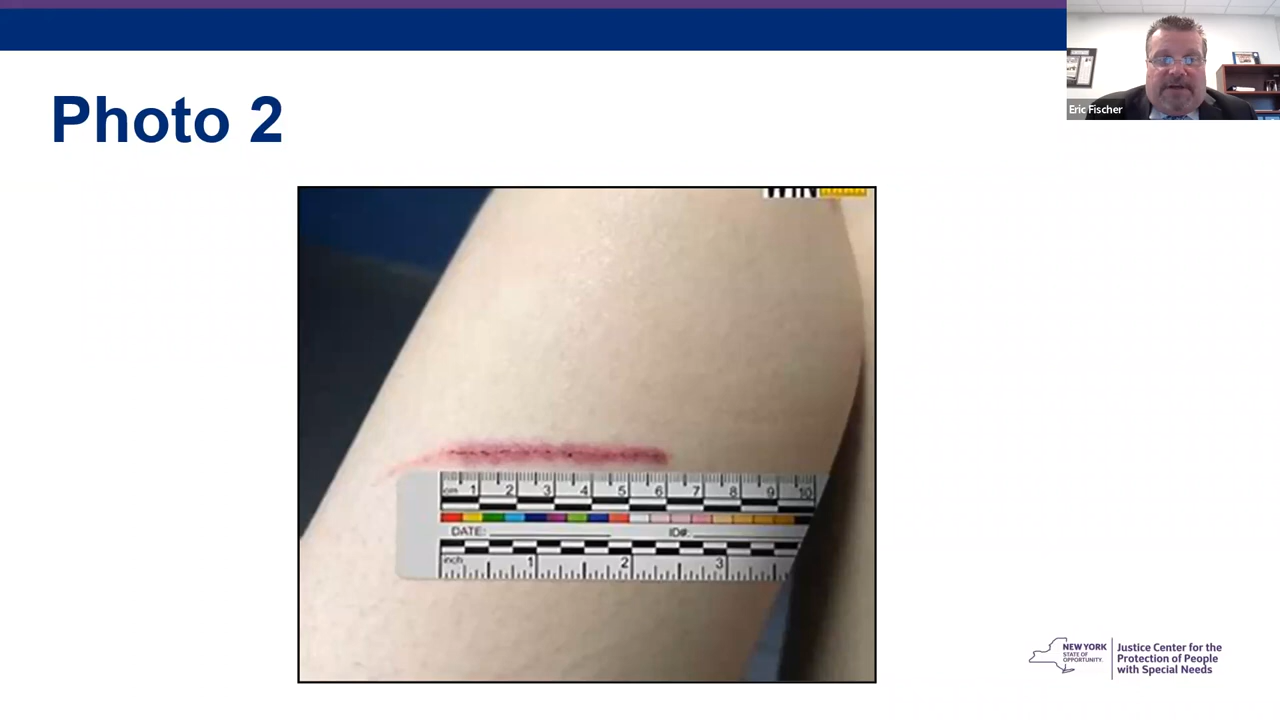 Photo 2
Eric Fischer
cm 1 2 3 4 5 6 7 8 9 10
DATE: ID#:
inch 1 2 3
NEW YORK
STATE OF
OPPORTUNITY.
Justice Center for the
Protection of People
with Special Needs